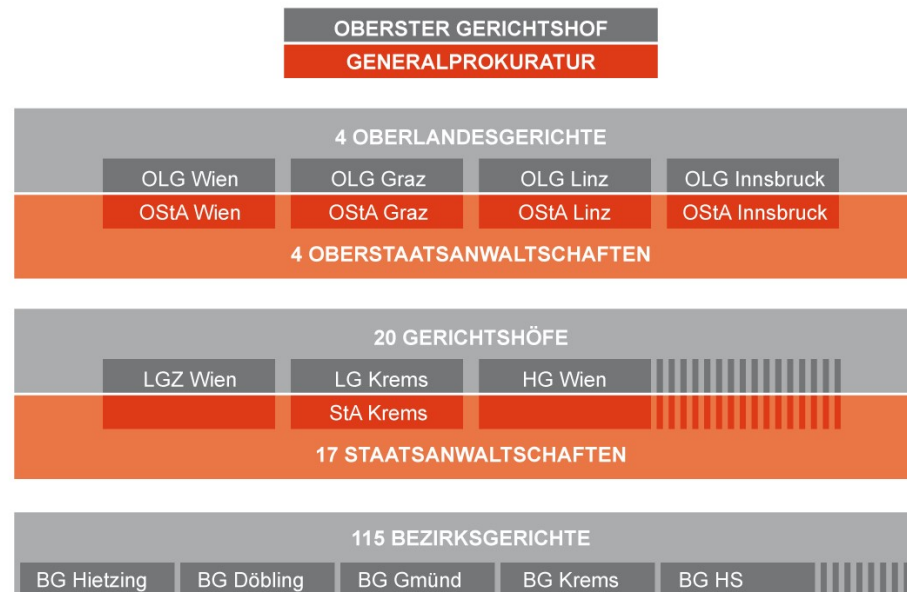 OBERSTER GERICHTSHOF
GENERALPROKURATUR
4 OBERLANDESGERICHTE
OLG Wien OLG Graz OLG Linz OLG Innsbruck
OStA Wien OStA Graz OStA Linz OStA Innsbruck
4 OBERSTAATSANWALTSCHAFTEN
20 GERICHTSHÖFE
LGZ Wien LG Krems HG Wien
StA Krems
17 STAATSANWALTSCHAFTEN
115 BEZIRKSGERICHTE
BG Hietzing BG Döbling BG Gmünd BG Krems BG HS